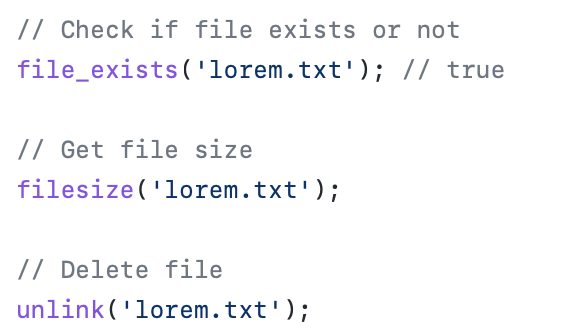 // Check if file exists or not
file_exists('lorem.txt'); // true
// Get file size
filesize('lorem.txt');
// Delete file
unlink('lorem.txt');